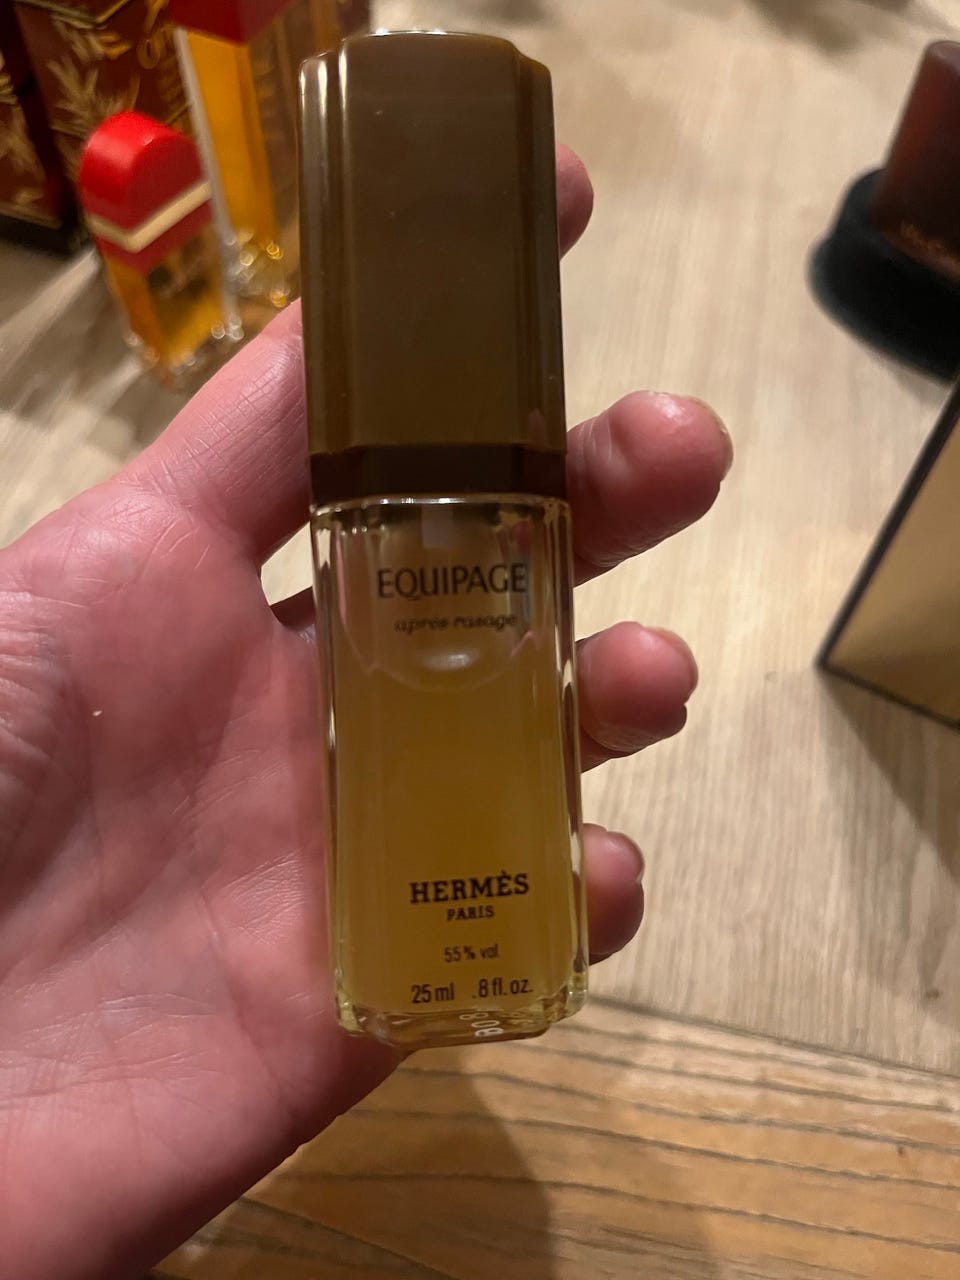 EQUIPAGE
après-rasage
HERMÈS
PARIS
55% vol
25 ml .8 fl. oz.